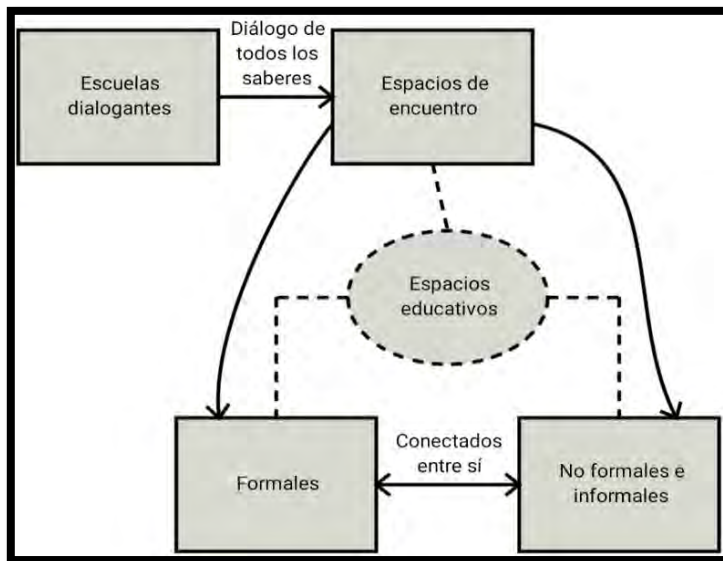 Diálogo de
todos los
saberes
Escuelas
dialogantes
Espacios de
encuentro
Espacios
educativos
Conectados
entre sí
Formales
No formales e
informales